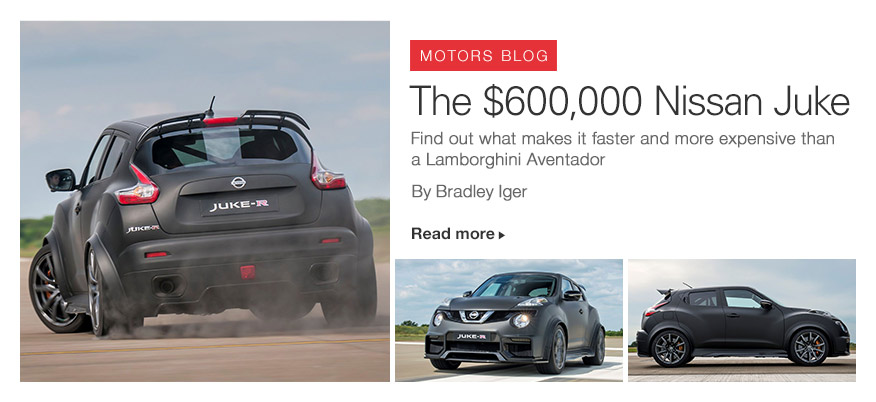 MOTORS BLOG
The $600,000 Nissan Juke
Find out what makes it faster and more expensive than
a Lamborghini Aventador
By Bradley Iger
Read more
JUKE-R
JUKE-R
NISSAN
JUKE-R